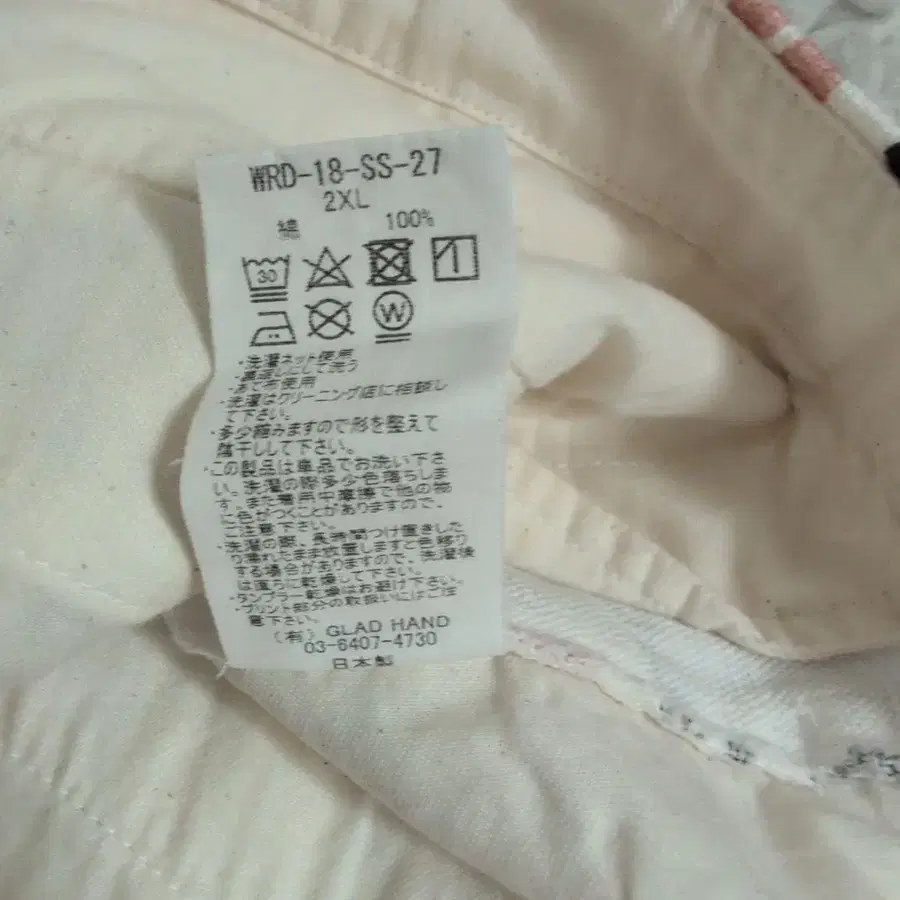 WRD-18-SS-27
2XL
綿 100%
30
W
・洗濯ネット使用
・裏返しにして洗う
・あて布使用
・洗濯はクリーニング店に相談し
て下さい。
・多少縮みますので形を整えて
陰干しして下さい。
・この製品は単品でお洗い下さ
い。洗濯の際多少色落ちしま
す。また着用中摩擦で他の物
に色がつくことがありますので、
ご注意下さい。
・洗濯の際、長時間つけ置きした
り濡れたまま放置しますと色移り
する場合がありますので、洗濯後
は直ちに乾燥して下さい。
・タンブラー乾燥はお避け下さい。
・プリント部分の取扱いにはご注
意下さい。
(有) GLAD HAND
03-6407-4730
日本製